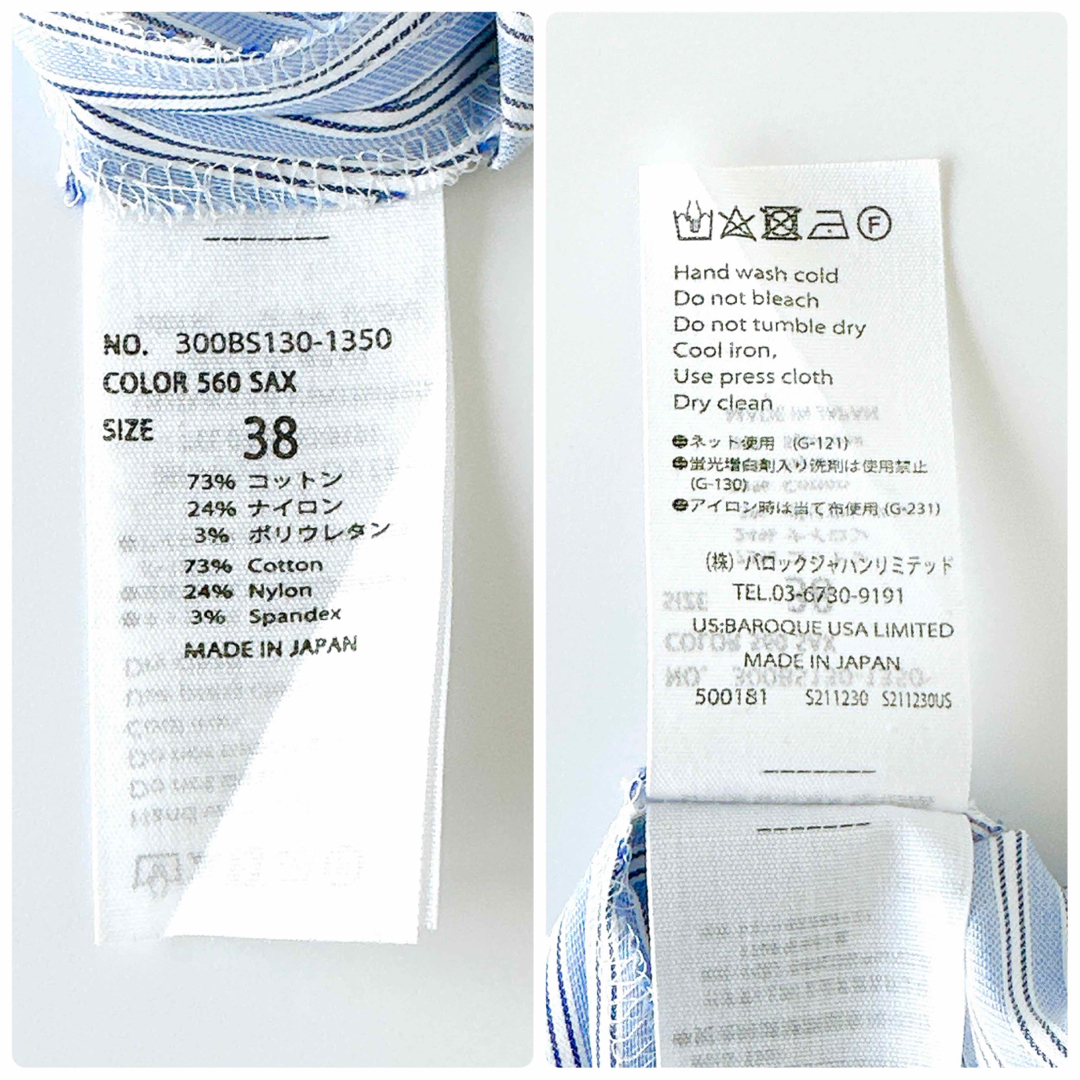 NO. 300BS130-1350
COLOR 560 SAX
SIZE 38
73% コットン
24% ナイロン
3% ポリウレタン
73% Cotton
24% Nylon
3% Spandex
MADE IN JAPAN
F
Hand wash cold
Do not bleach
Do not tumble dry
Cool iron,
Use press cloth
Dry clean
ネット使用 (G-121)
蛍光増白剤入り洗剤は使用禁止
(G-130)
アイロン時は当て布使用 (G-231)
(株) バロックジャパンリミテッド
TEL.03-6730-9191
US:BAROQUE USA LIMITED
MADE IN JAPAN
500181 S211230 S211230US